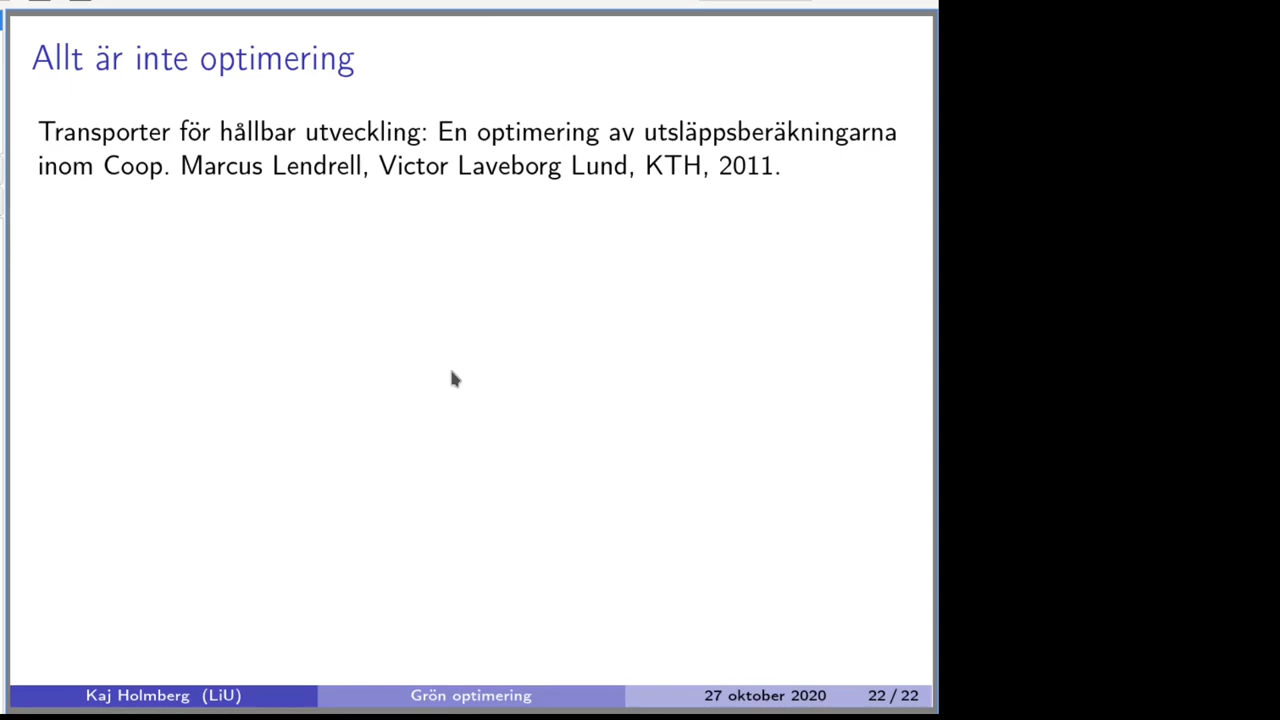 Allt är inte optimering
Transporter för hållbar utveckling: En optimering av utsläppsberäkningarna
inom Coop. Marcus Lendrell, Victor Laveborg Lund, KTH, 2011.
Kaj Holmberg (LiU) Grön optimering 27 oktober 2020 22 / 22